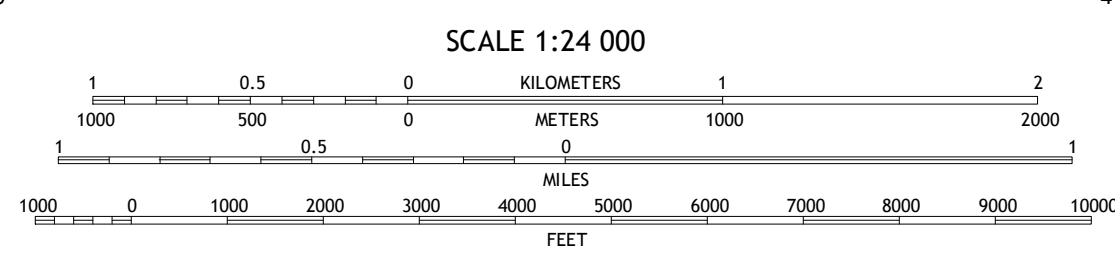 SCALE 1:24 000
1 0.5 0 KILOMETERS 1 2
1000 500 0 METERS 1000 2000
1 0.5 0 1
MILES
1000 0 1000 2000 3000 4000 5000 6000 7000 8000 9000 10000
FEET